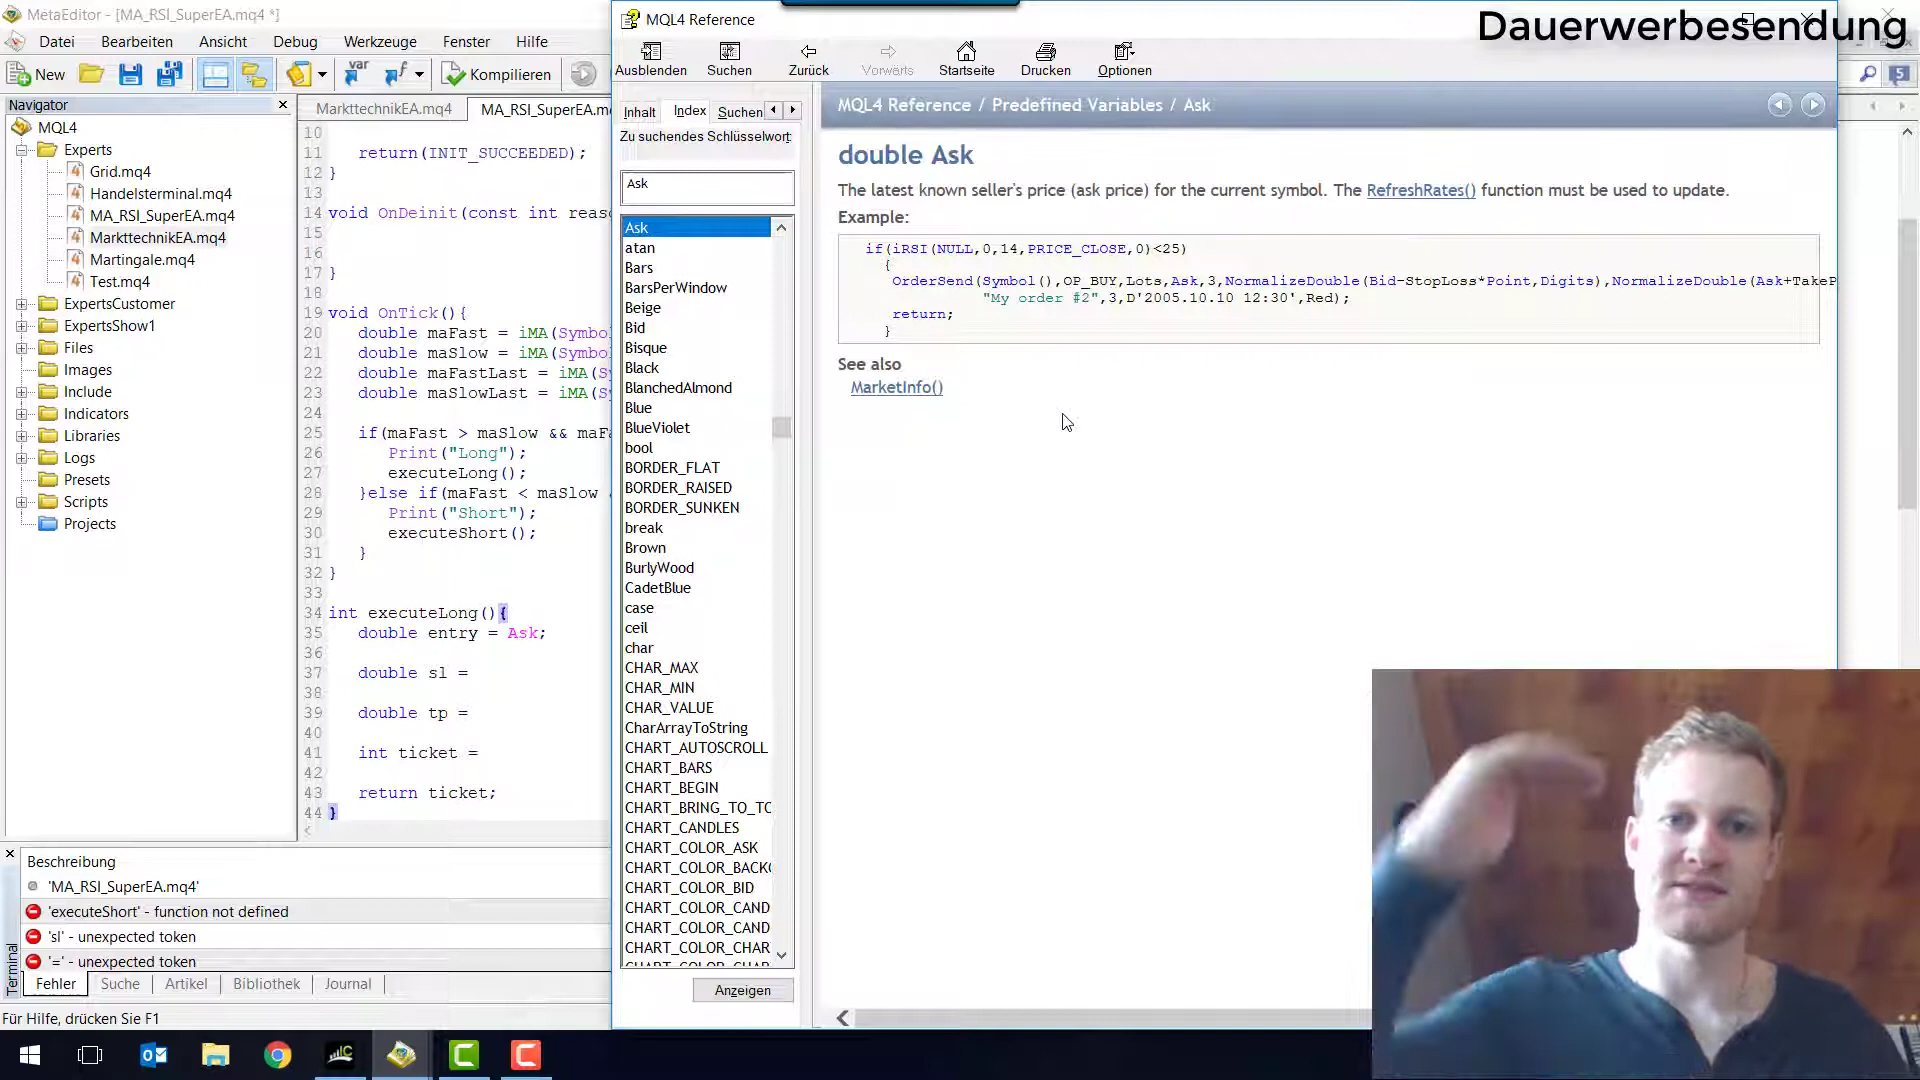 MetaEditor - [MA_RSI_SuperEA.mq4 *]
Datei Bearbeiten Ansicht Debug Werkzeuge Fenster Hilfe
New var f Kompilieren
Navigator
MQL4
Experts
Grid.mq4
Handelsterminal.mq4
MA_RSI_SuperEA.mq4
MarkttechnikEA.mq4
Martingale.mq4
Test.mq4
ExpertsCustomer
ExpertsShow1
Files
Images
Include
Indicators
Libraries
Logs
Presets
Scripts
Projects
MarkttechnikEA.mq4 MA_RSI_SuperEA.m
10
11 return(INIT_SUCCEEDED);
12 }
13
14 void OnDeinit(const int reas
15
16
17 }
18
19 void OnTick(){
20 double maFast = iMA(Symbo
21 double maSlow = iMA(Symbo
22 double maFastLast = iMA(S
23 double maSlowLast = iMA(S
24
25 if(maFast > maSlow && maFa
26 Print("Long");
27 executeLong();
28 }else if(maFast < maSlow
29 Print("Short");
30 executeShort();
31 }
32 }
33
34 int executeLong(){
35 double entry = Ask;
36
37 double sl =
38
39 double tp =
40
41 int ticket =
42
43 return ticket;
44 }
Terminal
Beschreibung
'MA_RSI_SuperEA.mq4'
'executeShort' - function not defined
'sl' - unexpected token
'=' - unexpected token
Fehler Suche Artikel Bibliothek Journal
Für Hilfe, drücken Sie F1
MQL4 Reference
Dauerwerbesendung
Ausblenden Suchen Zurück Vorwärts Startseite Drucken Optionen
5
Inhalt Index Suchen
Zu suchendes Schlüsselwort:
Ask
Ask
atan
Bars
BarsPerWindow
Beige
Bid
Bisque
Black
BlanchedAlmond
Blue
BlueViolet
bool
BORDER_FLAT
BORDER_RAISED
BORDER_SUNKEN
break
Brown
BurlyWood
CadetBlue
case
ceil
char
CHAR_MAX
CHAR_MIN
CHAR_VALUE
CharArrayToString
CHART_AUTOSCROLL
CHART_BARS
CHART_BEGIN
CHART_BRING_TO_TO
CHART_CANDLES
CHART_COLOR_ASK
CHART_COLOR_BACK
CHART_COLOR_BID
CHART_COLOR_CAND
CHART_COLOR_CAND
CHART_COLOR_CHAR
Anzeigen
MQL4 Reference / Predefined Variables / Ask
double Ask
The latest known seller's price (ask price) for the current symbol. The RefreshRates() function must be used to update.
Example:
if(iRSI(NULL,0,14,PRICE_CLOSE,0)<25)
{
OrderSend(Symbol(),OP_BUY,Lots,Ask,3,NormalizeDouble(Bid-StopLoss*Point,Digits),NormalizeDouble(Ask+TakeP
"My order #2",3,D'2005.10.10 12:30',Red);
return;
}
See also
MarketInfo()